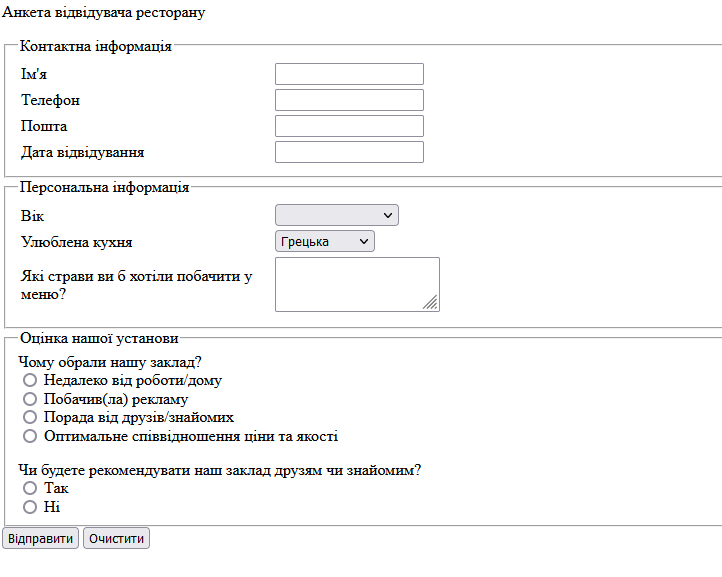 Анкета відвідувача ресторану
Контактна інформація
Ім'я
Телефон
Пошта
Дата відвідування
Персональна інформація
Вік
Улюблена кухня
Грецька
Які страви ви б хотіли побачити у
меню?
Оцінка нашої установи
Чому обрали нашу заклад?
Недалеко від роботи/дому
Побачив(ла) рекламу
Порада від друзів/знайомих
Оптимальне співвідношення ціни та якості
Чи будете рекомендувати наш заклад друзям чи знайомим?
Так
Ні
Відправити Очистити